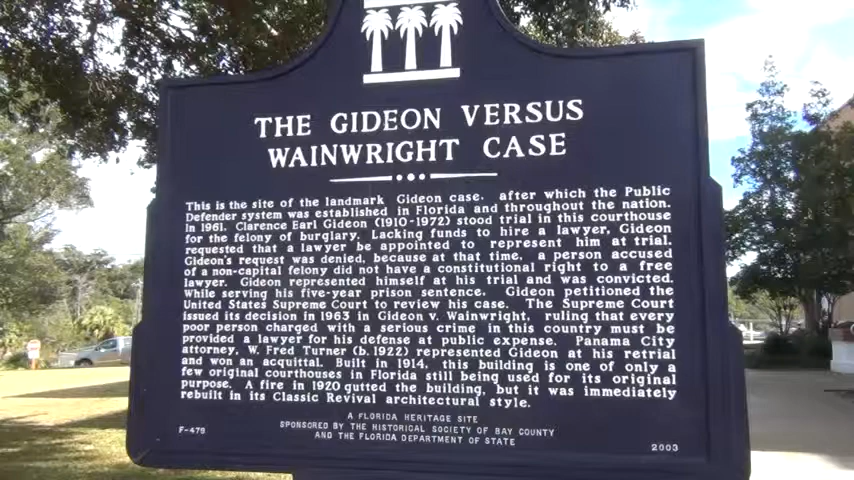 THE GIDEON VERSUS
WAINWRIGHT CASE
This is the site of the landmark Gideon case, after which the Public
Defender system was established in Florida and throughout the nation.
In 1961, Clarence Earl Gideon (1910-1972) stood trial in this courthouse
for the felony of burglary. Lacking funds to hire a lawyer, Gideon
requested that a lawyer be appointed to represent him at trial.
Gideon's request was denied, because at that time, a person accused
of a non-capital felony did not have a constitutional right to a free
lawyer. Gideon represented himself at his trial and was convicted.
While serving his five-year prison sentence, Gideon petitioned the
United States Supreme Court to review his case. The Supreme Court
issued its decision in 1963 in Gideon v. Wainwright, ruling that every
poor person charged with a serious crime in this country must be
provided a lawyer for his defense at public expense. Panama City
attorney, W. Fred Turner (b. 1922) represented Gideon at his retrial
and won an acquittal. Built in 1914, this building is one of only a
few original courthouses in Florida still being used for its original
purpose. A fire in 1920 gutted the building, but it was immediately
rebuilt in its Classic Revival architectural style.
A FLORIDA HERITAGE SITE
SPONSORED BY THE HISTORICAL SOCIETY OF BAY COUNTY
AND THE FLORIDA DEPARTMENT OF STATE
F-479
2003